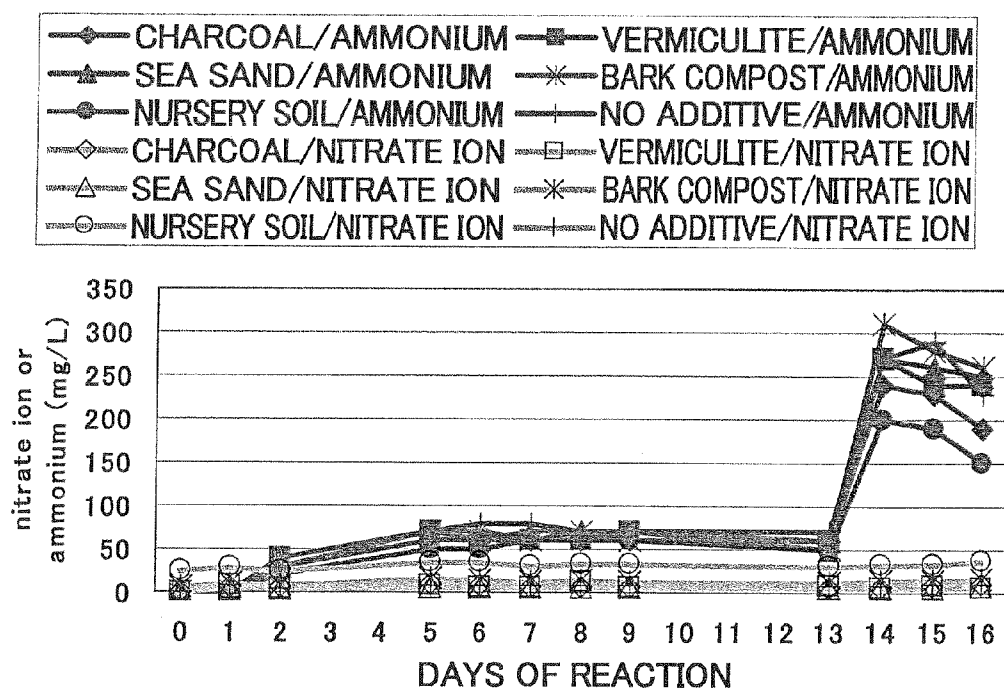 CHARCOAL/AMMONIUM VERMICULITE/AMMONIUM
SEA SAND/AMMONIUM BARK COMPOST/AMMONIUM
NURSERY SOIL/AMMONIUM NO ADDITIVE/AMMONIUM
CHARCOAL/NITRATE ION VERMICULITE/NITRATE ION
SEA SAND/NITRATE ION BARK COMPOST/NITRATE ION
NURSERY SOIL/NITRATE ION NO ADDITIVE/NITRATE ION
nitrate ion or
ammonium (mg/L)
350
300
250
200
150
100
50
0
0 1 2 3 4 5 6 7 8 9 10 11 12 13 14 15 16
DAYS OF REACTION